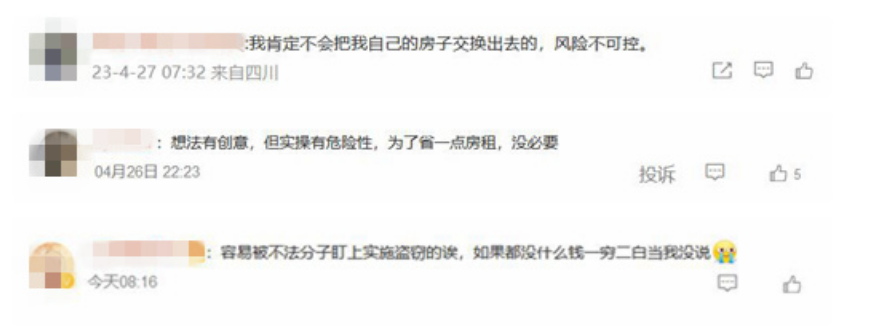 :我肯定不会把我自己的房子交换出去的，风险不可控。
23-4-27 07:32 来自四川
：想法有创意，但实操有危险性，为了省一点房租，没必要
04月26日 22:23
投诉 5
：容易被不法分子盯上实施盗窃的诶，如果都没什么钱一穷二白当我没说😭
今天08:16